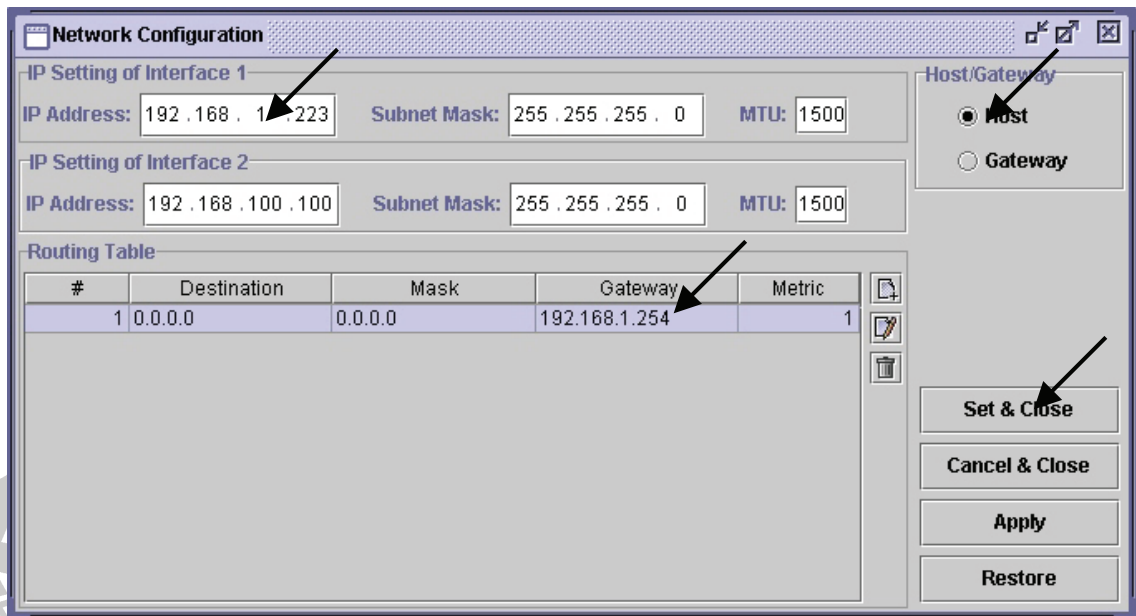 Network Configuration
IP Setting of Interface 1
IP Address: 192 .168 . 1 .223 Subnet Mask: 255 .255 .255 . 0 MTU: 1500
IP Setting of Interface 2
IP Address: 192 .168 .100 .100 Subnet Mask: 255 .255 .255 . 0 MTU: 1500
Host/Gateway
Host
Gateway
Routing Table
# Destination Mask Gateway Metric
1 0.0.0.0 0.0.0.0 192.168.1.254 1
Set & Close
Cancel & Close
Apply
Restore